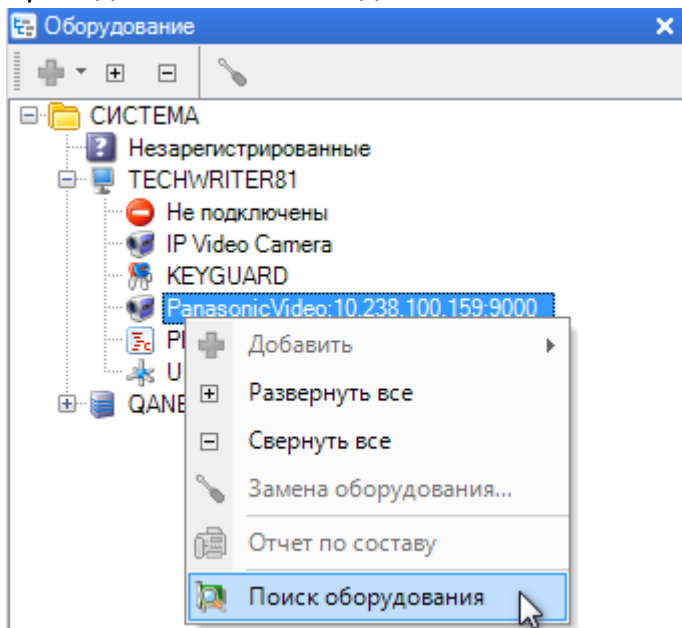 Оборудование
СИСТЕМА
Незарегистрированные
TECHWRITER81
Не подключены
IP Video Camera
KEYGUARD
PanasonicVideo:10.238.100.159:9000
Добавить
Развернуть все
Свернуть все
Замена оборудования...
Отчет по составу
Поиск оборудования